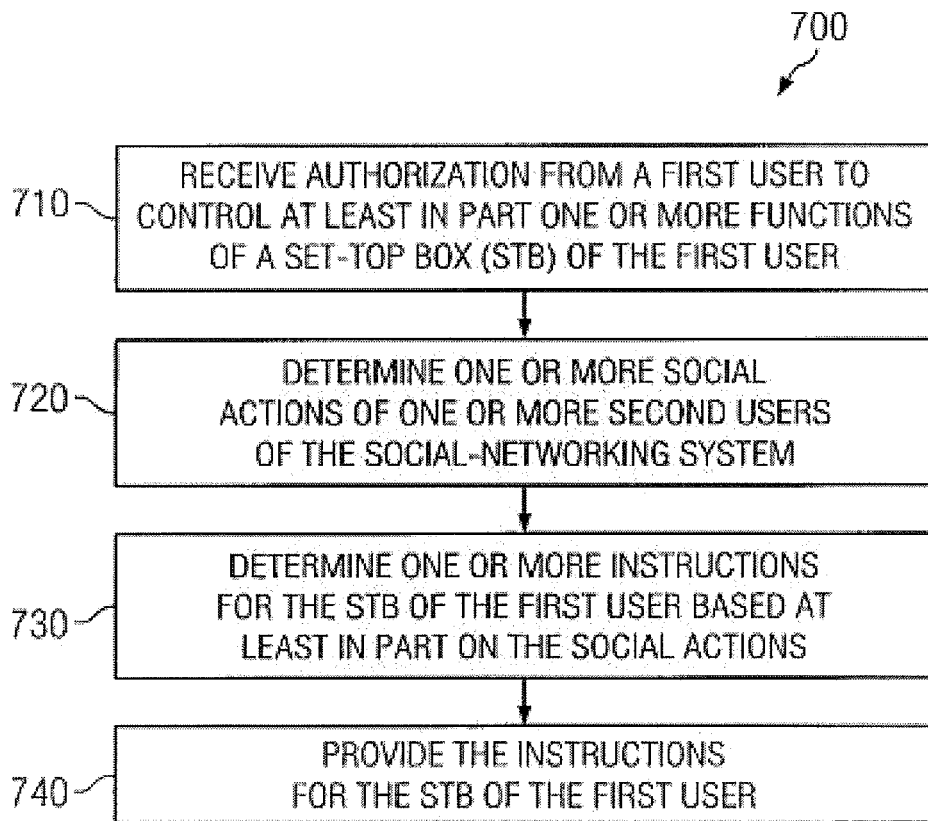 700
710
RECEIVE AUTHORIZATION FROM A FIRST USER TO
CONTROL AT LEAST IN PART ONE OR MORE FUNCTIONS
OF A SET-TOP BOX (STB) OF THE FIRST USER
720
DETERMINE ONE OR MORE SOCIAL
ACTIONS OF ONE OR MORE SECOND USERS
OF THE SOCIAL-NETWORKING SYSTEM
730
DETERMINE ONE OR MORE INSTRUCTIONS
FOR THE STB OF THE FIRST USER BASED AT
LEAST IN PART ON THE SOCIAL ACTIONS
740
PROVIDE THE INSTRUCTIONS
FOR THE STB OF THE FIRST USER